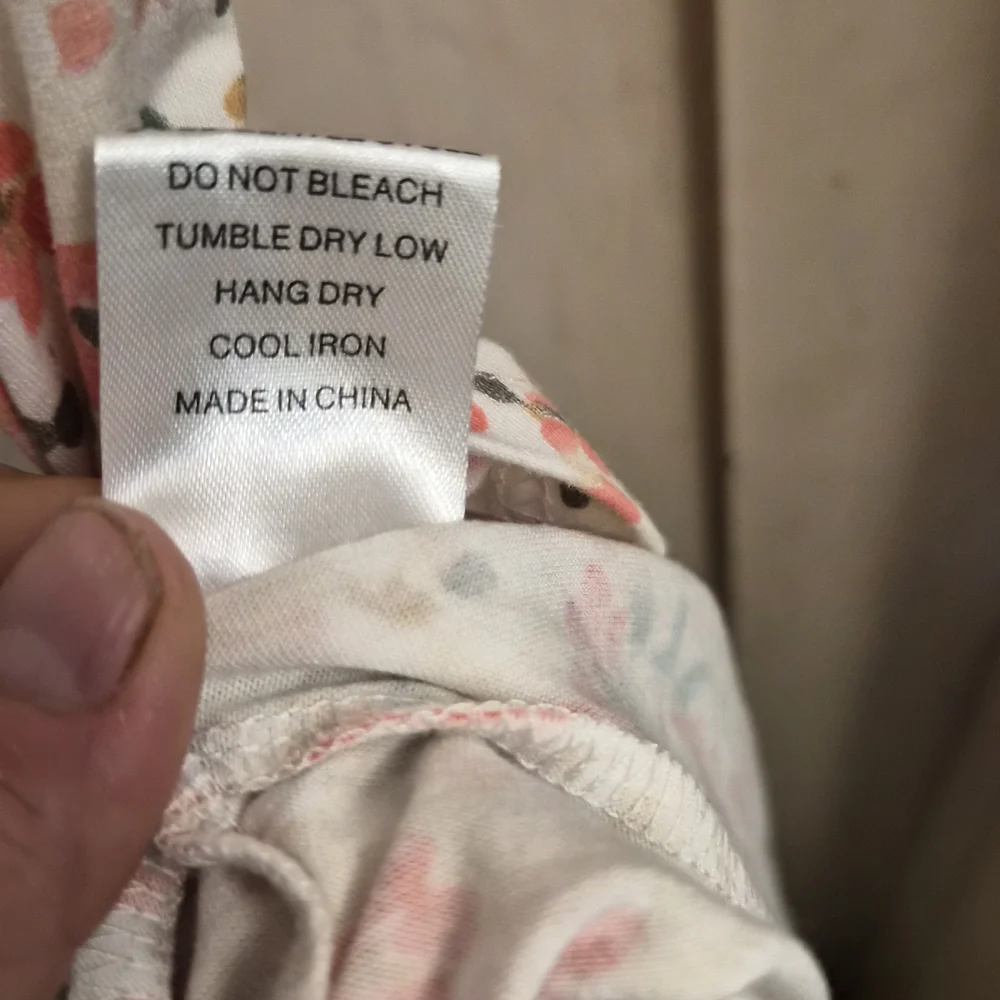 DO NOT BLEACH
TUMBLE DRY LOW
HANG DRY
COOL IRON
MADE IN CHINA